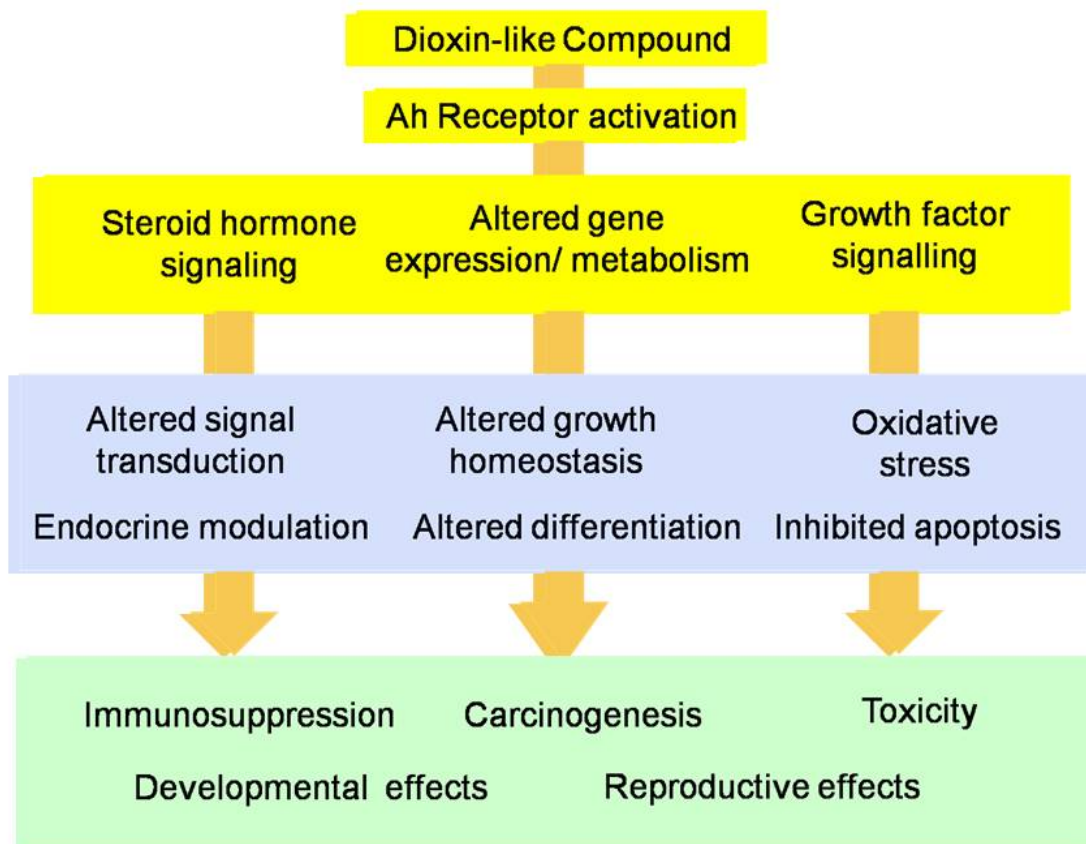 Dioxin-like Compound
Ah Receptor activation
Steroid hormone
signaling
Altered gene
expression/ metabolism
Growth factor
signalling
Altered signal
transduction
Altered growth
homeostasis
Oxidative
stress
Endocrine modulation
Altered differentiation
Inhibited apoptosis
Immunosuppression
Carcinogenesis
Toxicity
Developmental effects
Reproductive effects